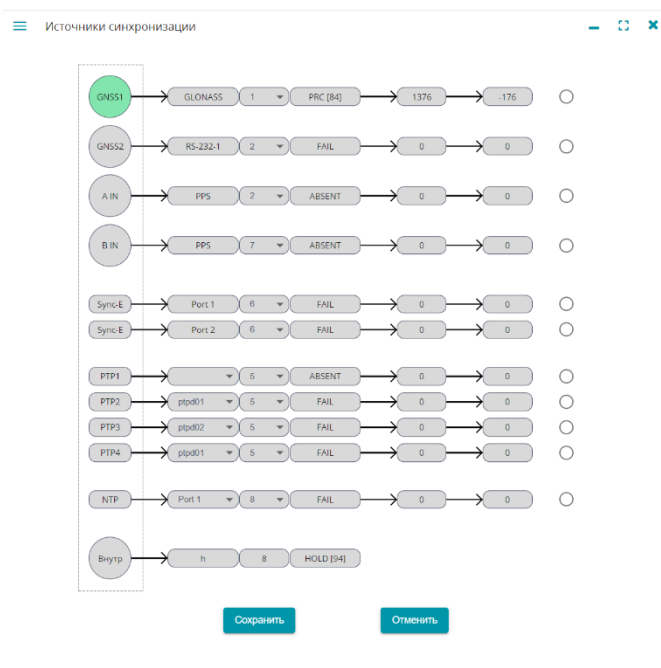 Источники синхронизации
GNSS1 GLONASS 1 PRC [84] 1376 -176
GNSS2 RS-232-1 2 FAIL 0 0
A IN PPS 2 ABSENT 0 0
B IN PPS 7 ABSENT 0 0
Sync-E Port 1 6 FAIL 0 0
Sync-E Port 2 6 FAIL 0 0
PTP1 5 ABSENT 0 0
PTP2 ptpd01 5 FAIL 0 0
PTP3 ptpd02 5 FAIL 0 0
PTP4 ptpd01 5 FAIL 0 0
NTP Port 1 8 FAIL 0 0
Внутр h 8 HOLD [94]
Сохранить Отменить